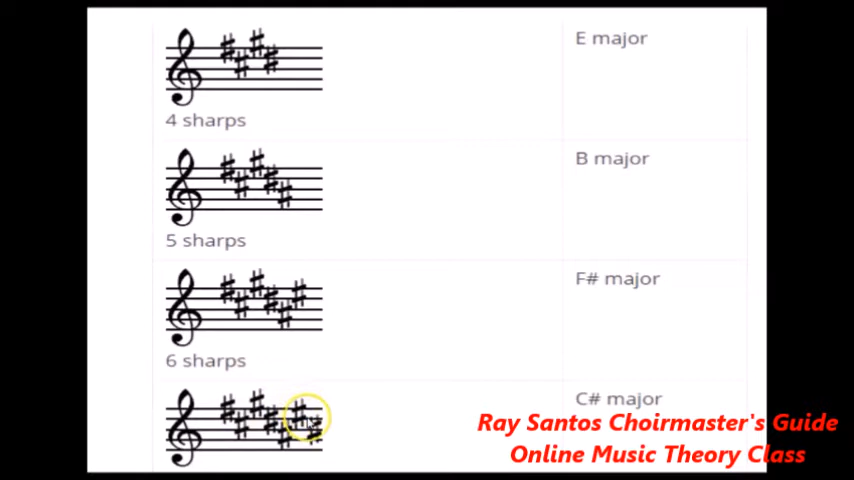 E major
4 sharps
B major
5 sharps
F# major
6 sharps
C# major
Ray Santos Choirmaster's Guide
Online Music Theory Class